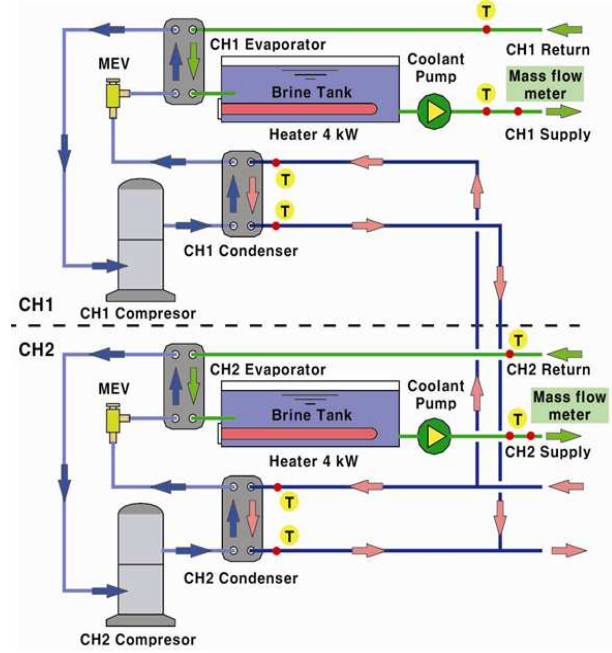 T
CH1 Return
CH1 Evaporator
MEV
Coolant
Pump
Mass flow
meter
T
Brine Tank
CH1 Supply
Heater 4 kW
T
T
CH1 Condenser
CH1 Compresor
CH1
CH2
T
CH2 Return
CH2 Evaporator
MEV
Coolant
Pump
Mass flow
meter
T
Brine Tank
CH2 Supply
Heater 4 kW
T
T
CH2 Condenser
CH2 Compresor